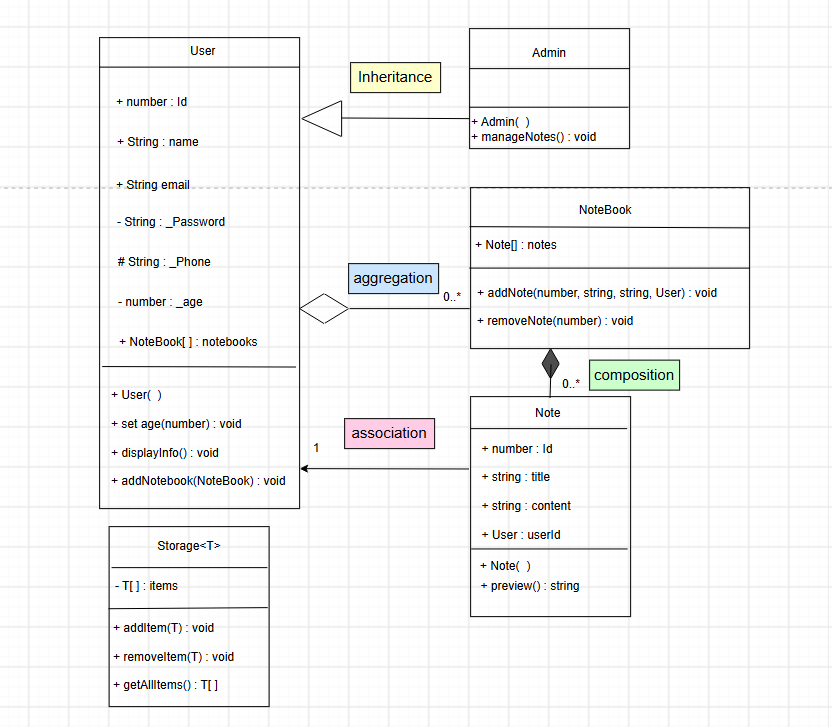 User
+ number : Id
+ String : name
+ String email
- String : _Password
# String : _Phone
- number : _age
+ NoteBook[ ] : notebooks
+ User( )
+ set age(number) : void
+ displayInfo() : void
+ addNotebook(NoteBook) : void
Inheritance
Admin
+ Admin( )
+ manageNotes() : void
aggregation
0..*
NoteBook
+ Note[] : notes
+ addNote(number, string, string, User) : void
+ removeNote(number) : void
0..*
composition
association
1
Note
+ number : Id
+ string : title
+ string : content
+ User : userId
+ Note( )
+ preview() : string
Storage<T>
- T[ ] : items
+ addItem(T) : void
+ removeItem(T) : void
+ getAllItems() : T[ ]